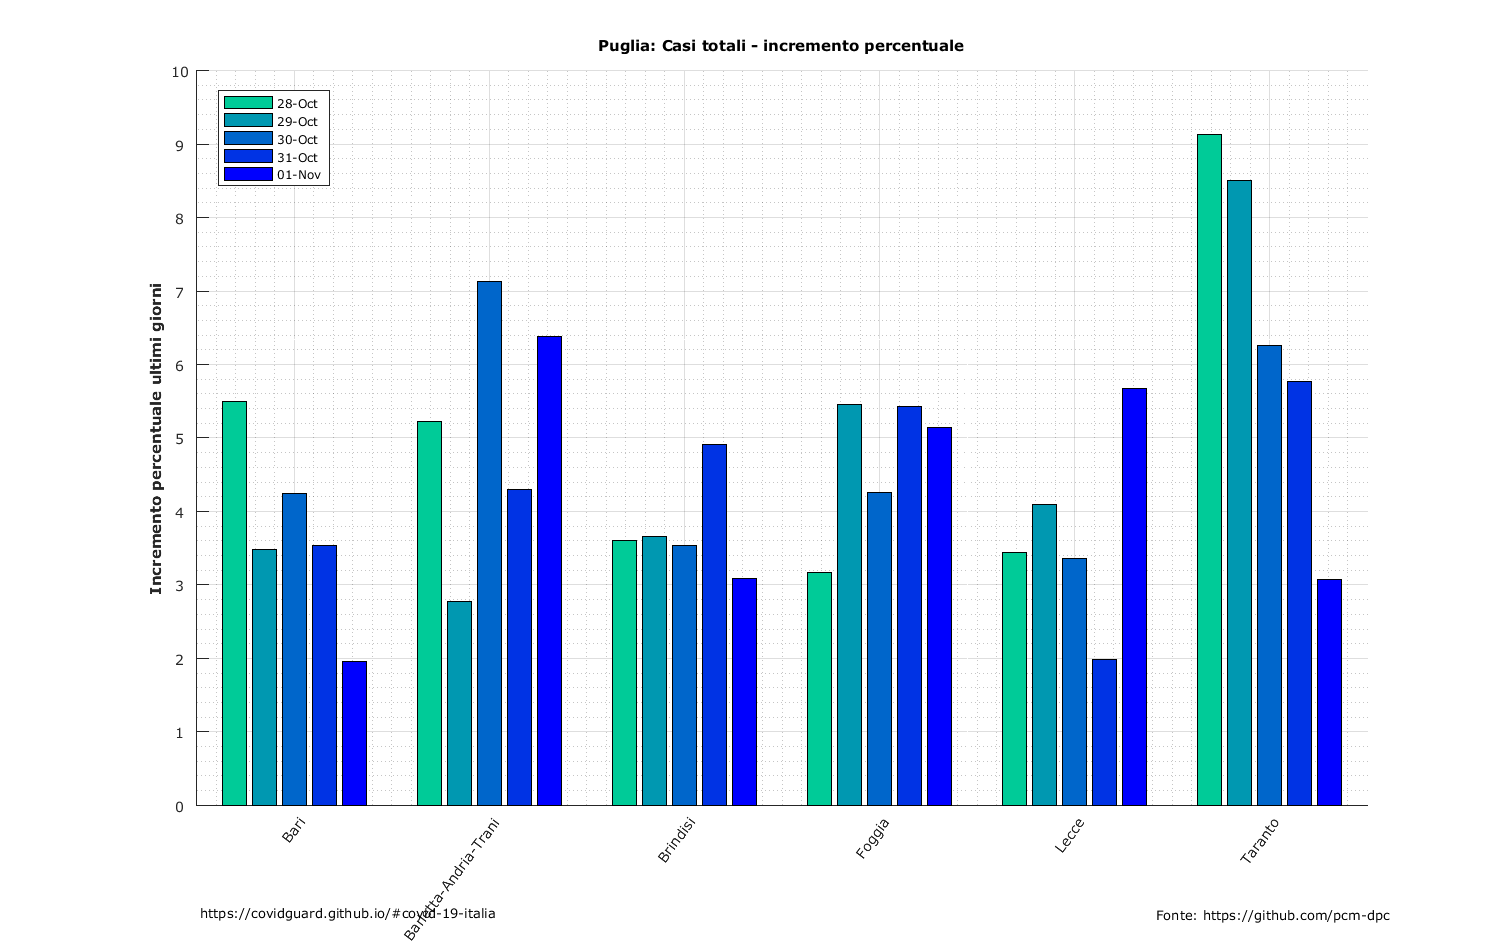 Puglia: Casi totali - incremento percentuale
10
9
8
7
6
5
4
3
2
1
0
Incremento percentuale ultimi giorni
28-Oct
29-Oct
30-Oct
31-Oct
01-Nov
Bari
Barletta-Andria-Trani
Brindisi
Foggia
Lecce
Taranto
https://covidguard.github.io/#covid-19-italia
Fonte: https://github.com/pcm-dpc